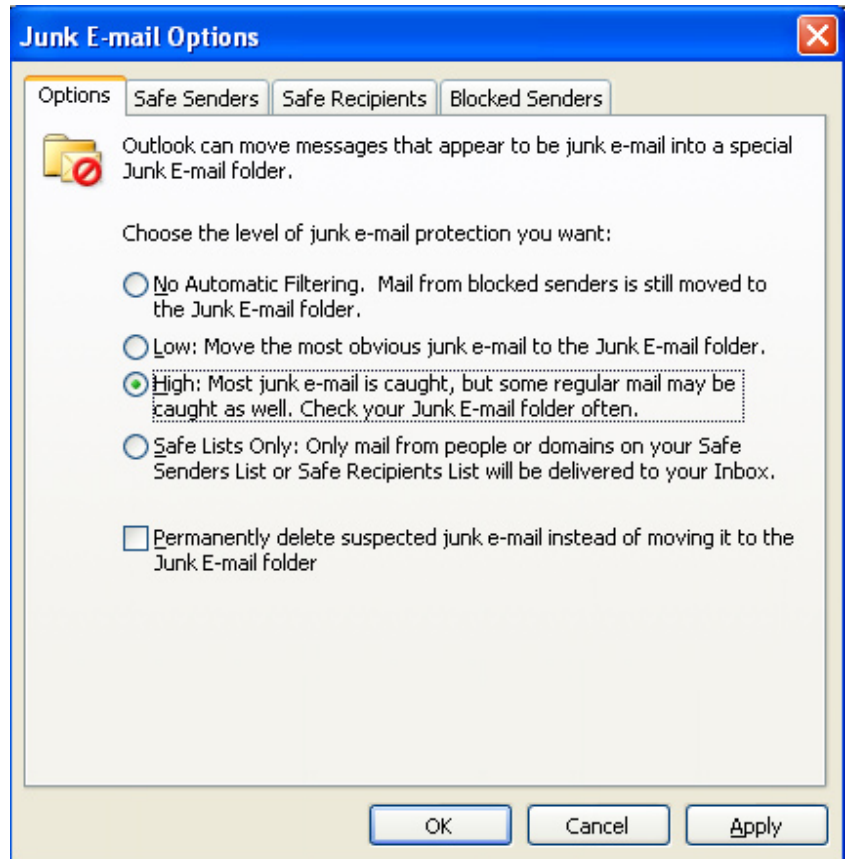 Junk E-mail Options
Options Safe Senders Safe Recipients Blocked Senders
Outlook can move messages that appear to be junk e-mail into a special
Junk E-mail folder.
Choose the level of junk e-mail protection you want:
No Automatic Filtering.  Mail from blocked senders is still moved to
the Junk E-mail folder.
Low: Move the most obvious junk e-mail to the Junk E-mail folder.
High: Most junk e-mail is caught, but some regular mail may be
caught as well. Check your Junk E-mail folder often.
Safe Lists Only: Only mail from people or domains on your Safe
Senders List or Safe Recipients List will be delivered to your Inbox.
Permanently delete suspected junk e-mail instead of moving it to the
Junk E-mail folder
OK Cancel Apply